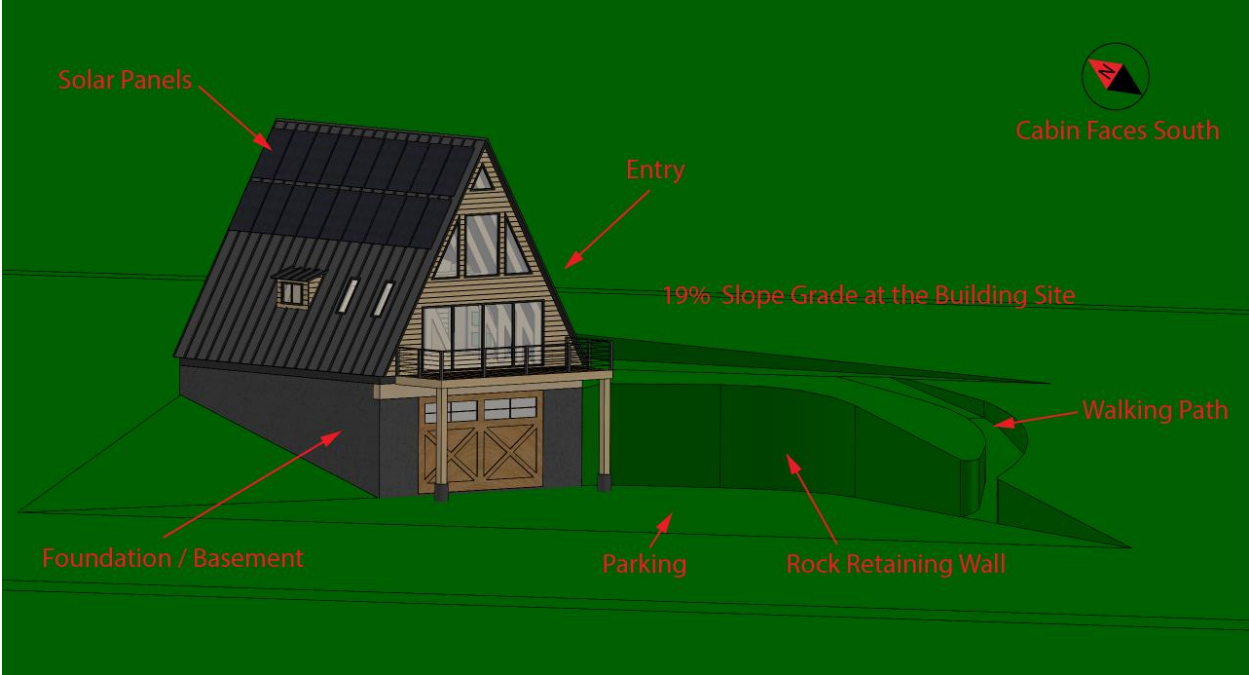 N
Solar Panels
Cabin Faces South
Entry
19% Slope Grade at the Building Site
Walking Path
Foundation / Basement
Parking
Rock Retaining Wall